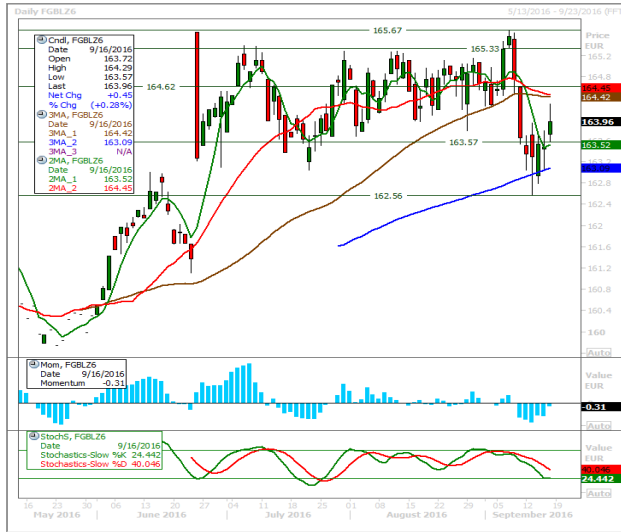 Daily FGBLZ6
5/13/2016 - 9/23/2016 (PPT)
Cndl, FGBLZ6
Date 9/16/2016
Open 163.72
High 164.29
Low 163.57
Last 163.96
Net Chg +0.45
% Chg (+0.28%)
3MA, FGBLZ6
Date 9/16/2016
3MA_1 164.42
3MA_2 163.09
3MA_3 N/A
2MA, FGBLZ6
Date 9/16/2016
2MA_1 163.52
2MA_2 164.45
165.67
165.33
164.62
163.57
162.56
Price
EUR
165.2
164.8
164.45
164.42
163.96
163.52
163.2
163.09
162.8
162.4
162
161.6
161.2
160.8
160.4
160
Auto
Mom, FGBLZ6
Date 9/16/2016
Momentum -0.31
Value
EUR
-0.31
Auto
StochS, FGBLZ6
Date 9/16/2016
Stochastics-Slow %K 24.442
Stochastics-Slow %D 40.046
Value
EUR
40.046
24.442
Auto
16 23 30 06 13 20 27 04 11 18 25 01 08 15 22 29 05 12 19
May 2016 June 2016 July 2016 August 2016 September 2016